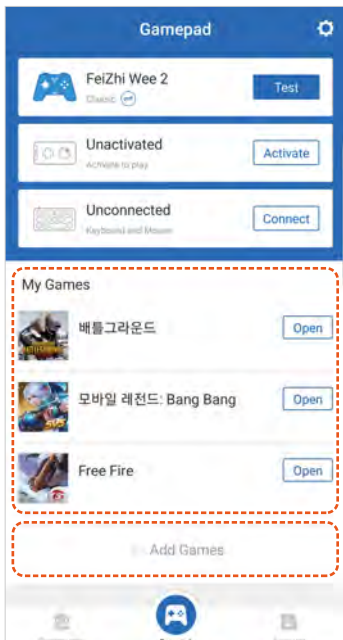 Gamepad
FeiZhi Wee 2
Classic
Test
Unactivated
Activate to play
Activate
Unconnected
Keyboard and Mouse
Connect
My Games
배틀그라운드
Open
모바일 레전드: Bang Bang
Open
Free Fire
Open
Add Games